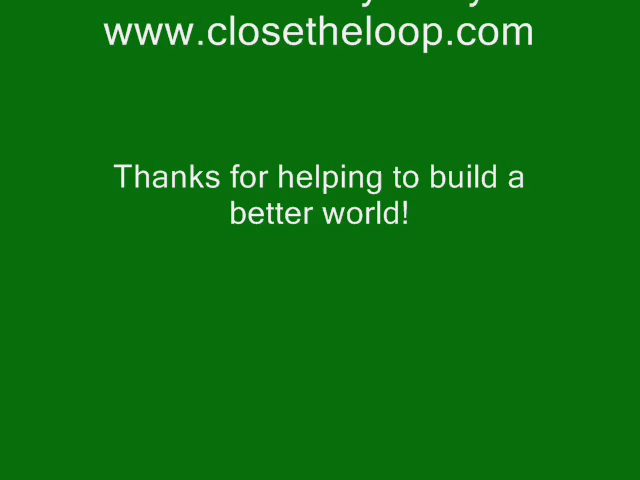 www.closetheloop.com
Thanks for helping to build a
better world!